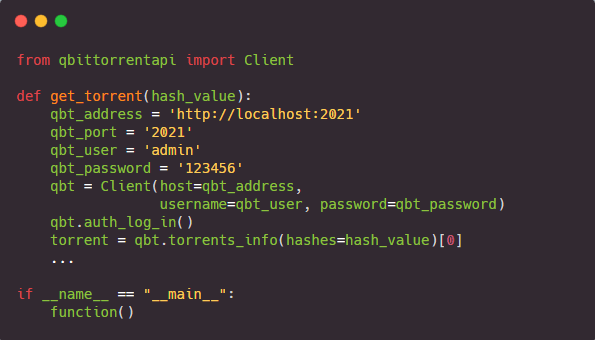 from qbittorrentapi import Client
def get_torrent(hash_value):
    qbt_address = 'http://localhost:2021'
    qbt_port = '2021'
    qbt_user = 'admin'
    qbt_password = '123456'
    qbt = Client(host=qbt_address,
                 username=qbt_user, password=qbt_password)
    qbt.auth_log_in()
    torrent = qbt.torrents_info(hashes=hash_value)[0]
    ...
if __name__ == "__main__":
    function()